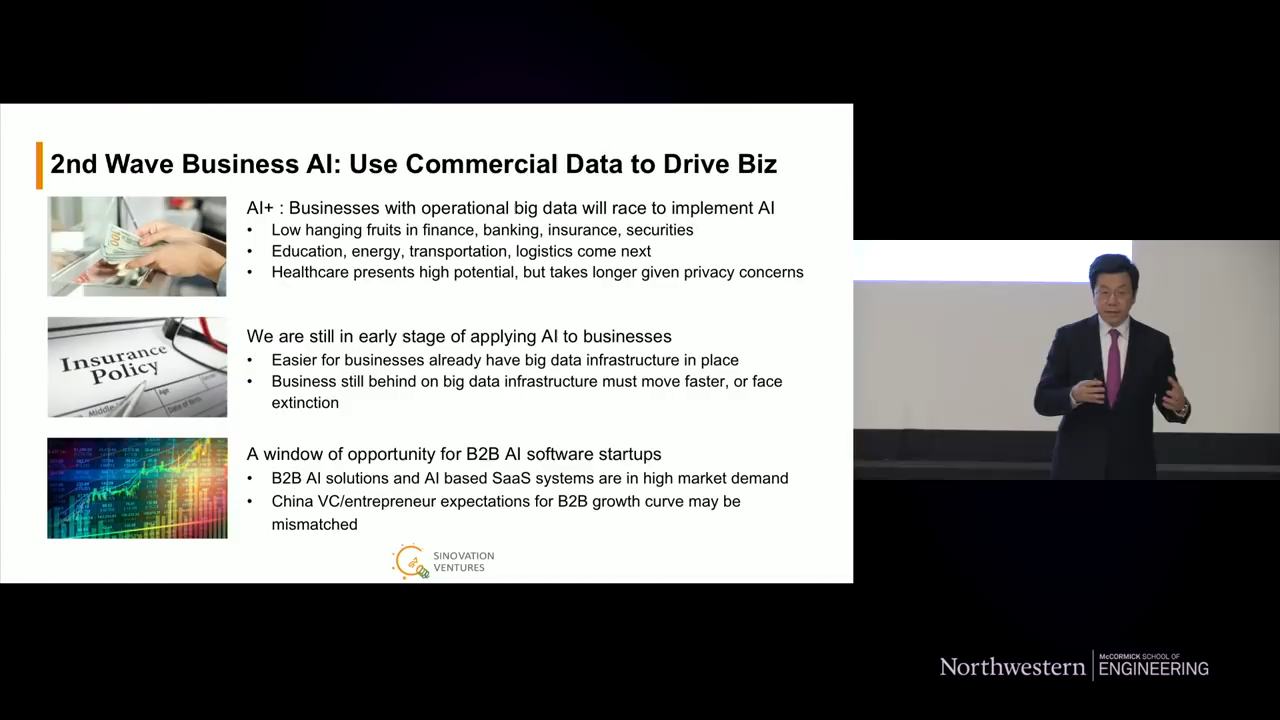 2nd Wave Business AI: Use Commercial Data to Drive Biz
AI+ : Businesses with operational big data will race to implement AI
• Low hanging fruits in finance, banking, insurance, securities
• Education, energy, transportation, logistics come next
• Healthcare presents high potential, but takes longer given privacy concerns
Insurance
Policy
Age
Date of Birth
We are still in early stage of applying AI to businesses
• Easier for businesses already have big data infrastructure in place
• Business still behind on big data infrastructure must move faster, or face
extinction
A window of opportunity for B2B AI software startups
• B2B AI solutions and AI based SaaS systems are in high market demand
• China VC/entrepreneur expectations for B2B growth curve may be
mismatched
SINOVATION
VENTURES
Northwestern
McCORMICK SCHOOL OF
ENGINEERING